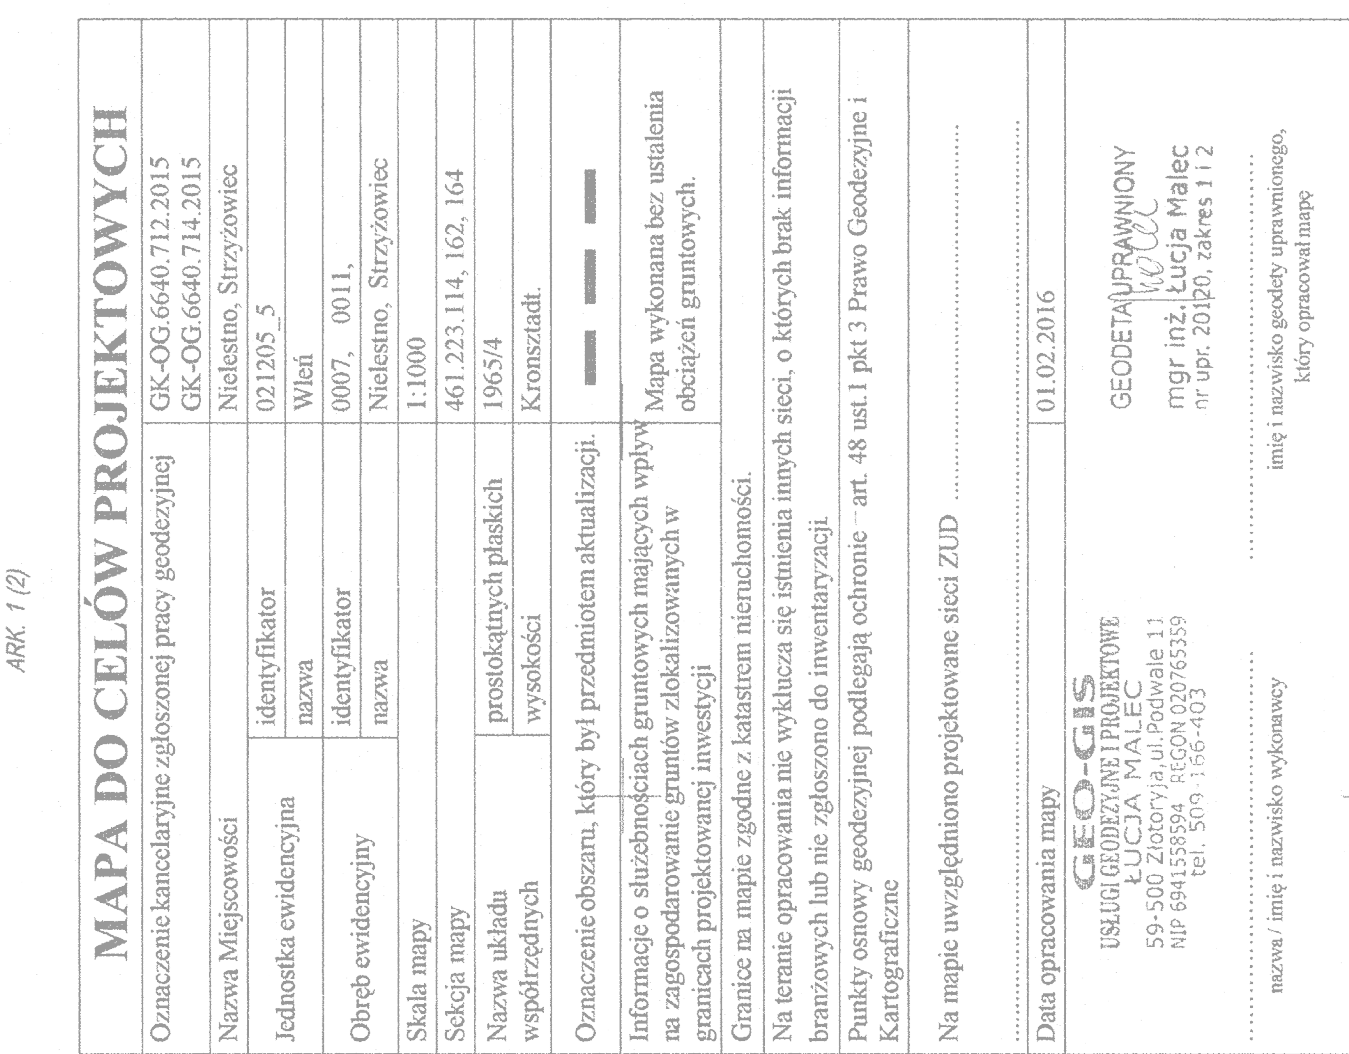 ARK. 1 (2)
MAPA DO CELÓW PROJEKTOWYCH
Oznaczenie kancelaryjne zgłoszonej pracy geodezyjnej
GK-OG.6640.712.2015
GK-OG.6640.714.2015
Nazwa Miejscowości
Nielestno, Strzyżowiec
Jednostka ewidencyjna
identyfikator
021205_5
nazwa
Wleń
Obręb ewidencyjny
identyfikator
0007, 0011,
nazwa
Nielestno, Strzyżowiec
Skala mapy
1:1000
Sekcja mapy
461.223.114, 162, 164
Nazwa układu
współrzędnych
prostokątnych płaskich
1965/4
wysokości
Kronsztadt.
Oznaczenie obszaru, który był przedmiotem aktualizacji.
Informacje o służebnościach gruntowych mających wpływ
na zagospodarowanie gruntów zlokalizowanych w
granicach projektowanej inwestycji
Mapa wykonana bez ustalenia
obciążeń gruntowych.
Granice na mapie zgodne z katastrem nieruchomości.
Na teranie opracowania nie wyklucza się istnienia innych sieci, o których brak informacji
branżowych lub nie zgłoszono do inwentaryzacji.
Punkty osnowy geodezyjnej podlegają ochronie – art. 48 ust.1 pkt 3 Prawo Geodezyjne i
Kartograficzne
Na mapie uwzględniono projektowane sieci ZUD
Data opracowania mapy
01.02.2016
GEO-GIS
USŁUGI GEODEZYJNE I PROJEKTOWE
ŁUCJA MALEC
59-500 Złotoryja, ul.Podwale 11
NIP 6941558594 REGON 020765359
tel. 509-166-403
nazwa / imię i nazwisko wykonawcy
GEODETA UPRAWNIONY
mgr inż. Łucja Malec
nr upr. 20120, zakres 1 i 2
imię i nazwisko geodety uprawnionego,
który opracował mapę